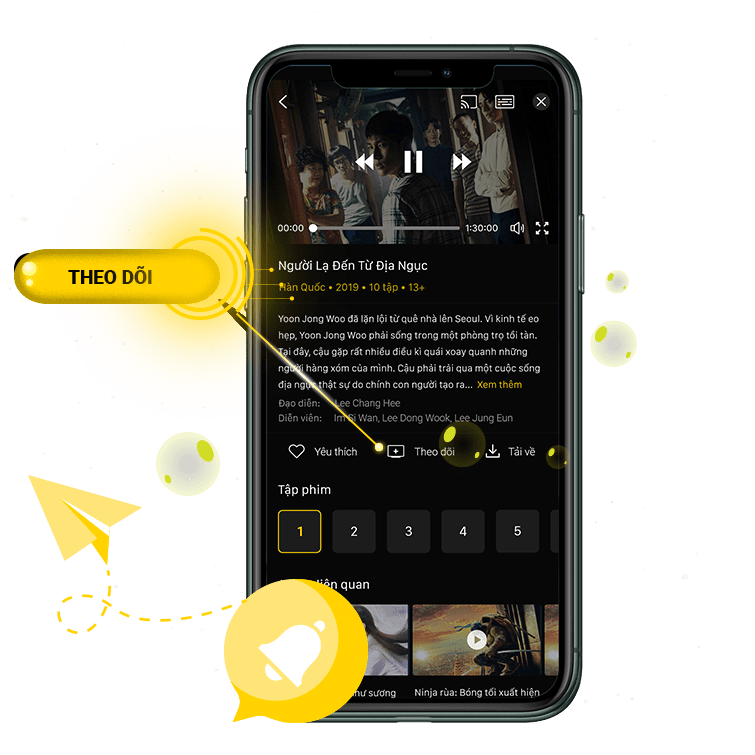 00:00
1:30:00
THEO DÕI
Người Lạ Đến Từ Địa Ngục
Hàn Quốc • 2019 • 10 tập • 13+
Yoon Jong Woo đã lặn lội từ quê nhà lên Seoul. Vì kinh tế eo
hẹp, Yoon Jong Woo phải sống trong một phòng trọ tồi tàn.
Tại đây, cậu gặp rất nhiều điều kì quái xoay quanh những
người hàng xóm của mình. Cậu phải trải qua một cuộc sống
địa ngục thật sự do chính con người tạo ra... Xem thêm
Đạo diễn: Lee Chang Hee
Diễn viên: Im Si Wan, Lee Dong Wook, Lee Jung Eun
Yêu thích
Theo dõi
Tải về
Tập phim
1 2 3 4 5
liên quan
như sương
Ninja rùa: Bóng tối xuất hiện